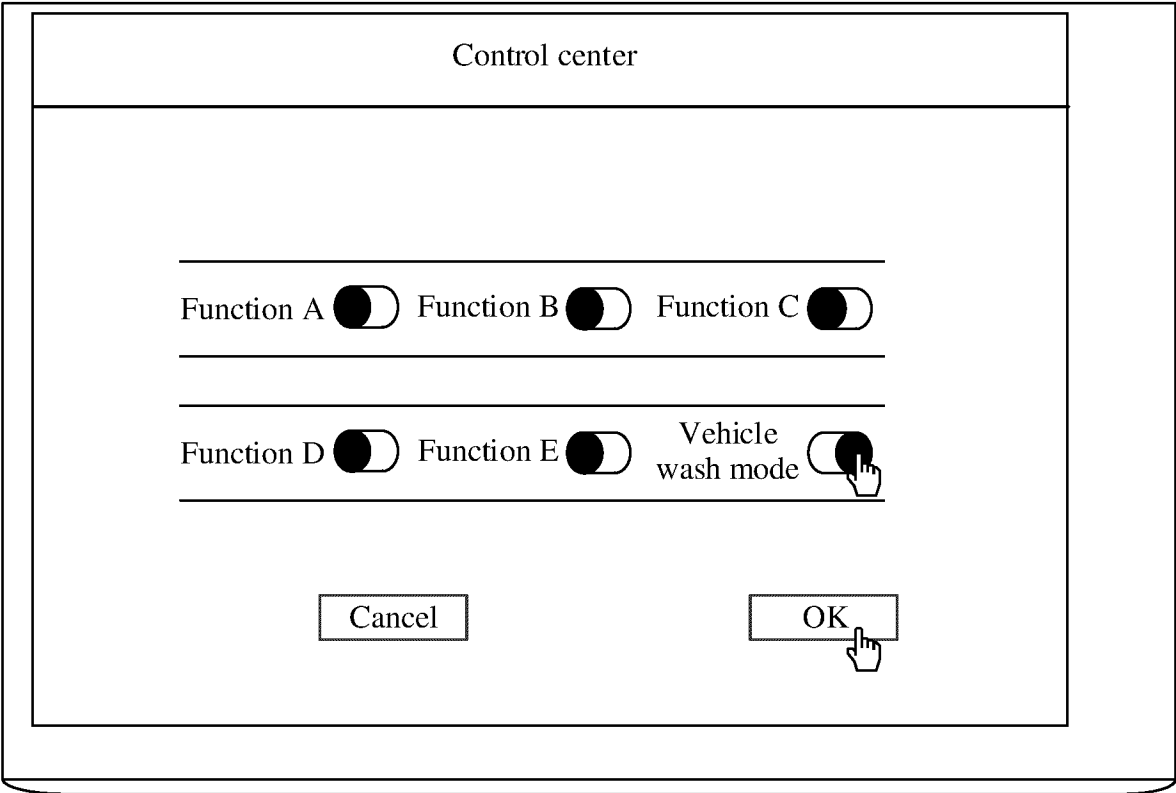 Control center
Function A Function B Function C
Function D Function E Vehicle
wash mode
Cancel OK